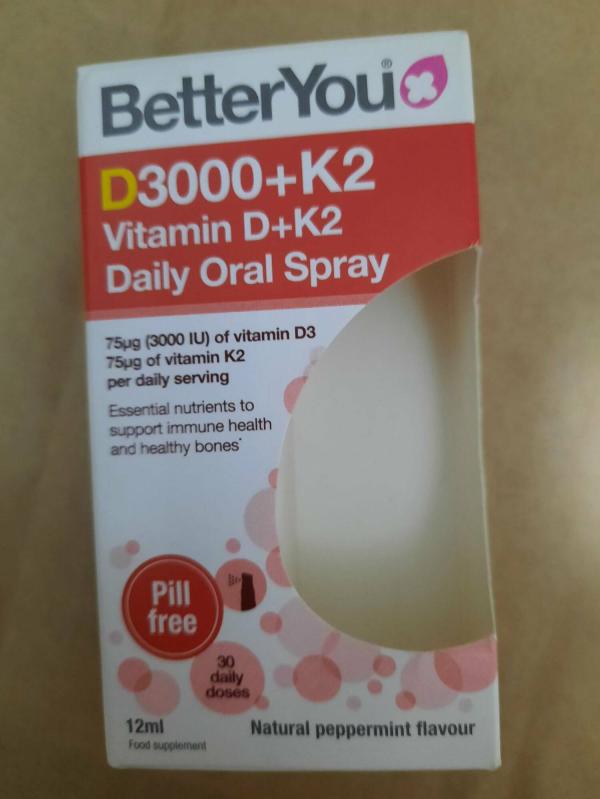 BetterYou®
D3000+K2
Vitamin D+K2
Daily Oral Spray
75µg (3000 IU) of vitamin D3
75µg of vitamin K2
per daily serving
Essential nutrients to
support immune health
and healthy bones*
Pill
free
30
daily
doses
12ml
Natural peppermint flavour
Food supplement